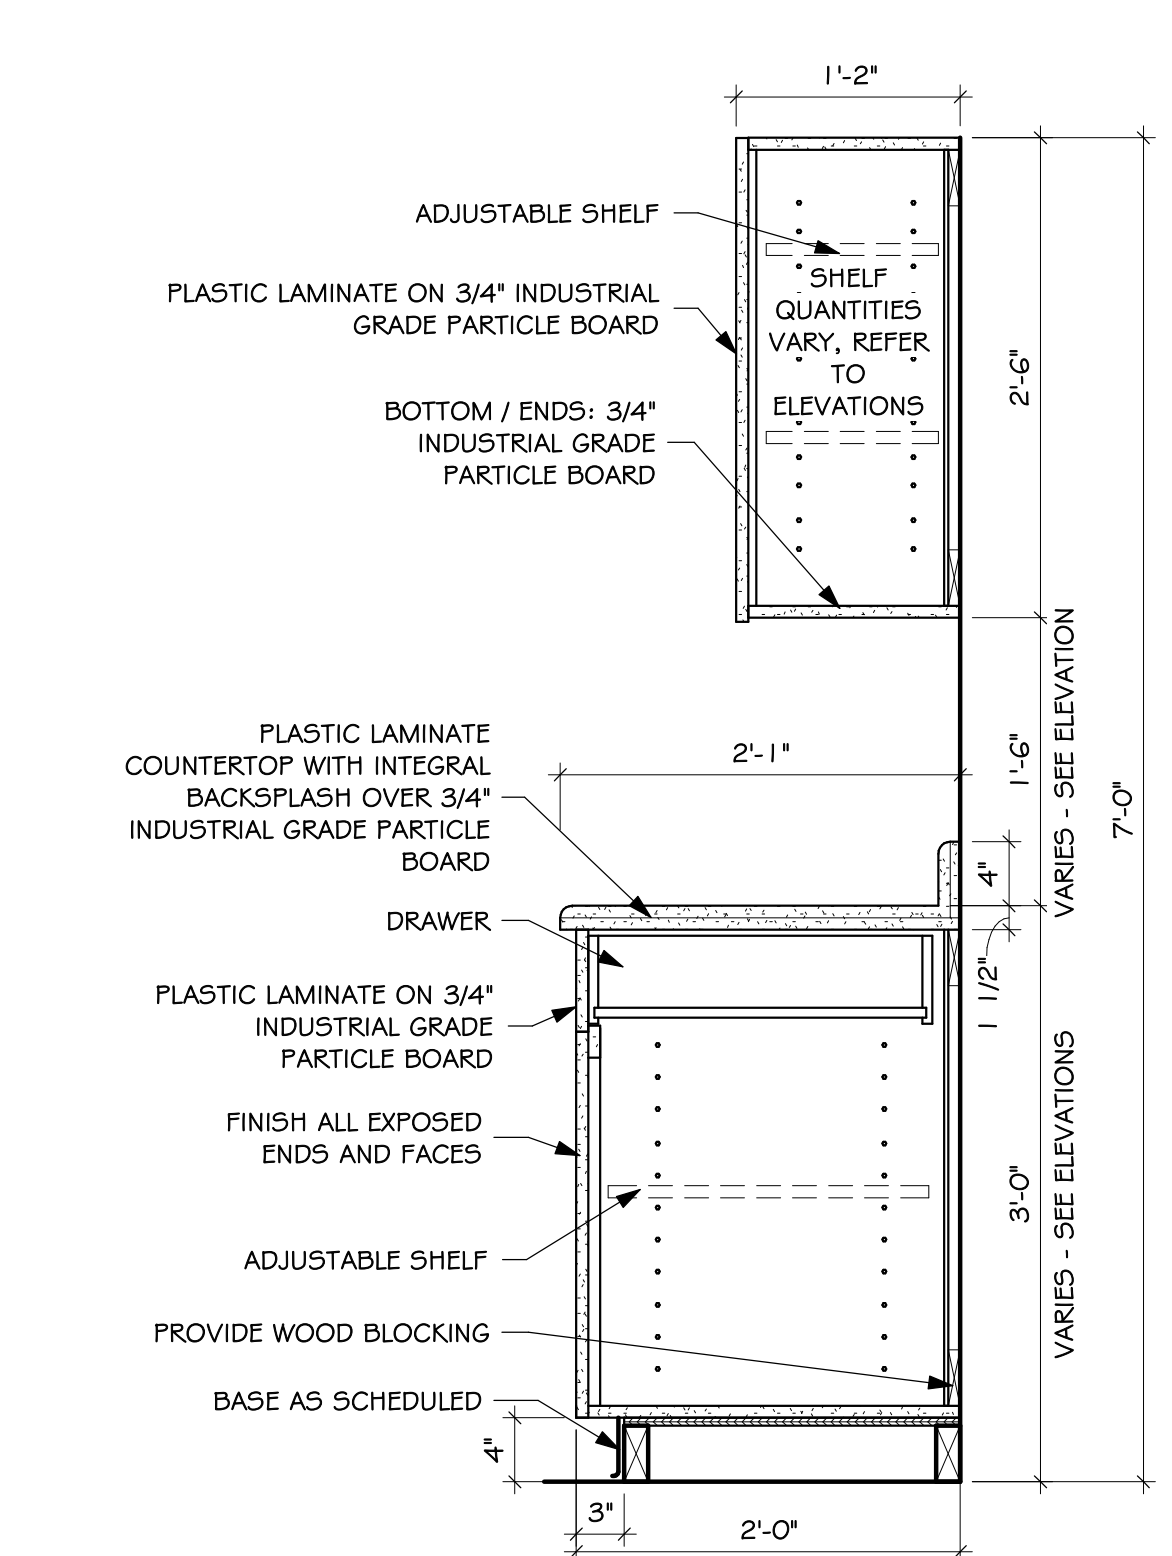 1'-2"
ADJUSTABLE SHELF
PLASTIC LAMINATE ON 3/4" INDUSTRIAL
GRADE PARTICLE BOARD
SHELF
QUANTITIES
VARY, REFER
TO
ELEVATIONS
2'-6"
BOTTOM / ENDS: 3/4"
INDUSTRIAL GRADE
PARTICLE BOARD
PLASTIC LAMINATE
COUNTERTOP WITH INTEGRAL
BACKSPLASH OVER 3/4"
INDUSTRIAL GRADE PARTICLE
BOARD
2'-1"
1'-6"
VARIES - SEE ELEVATION
7'-0"
4"
DRAWER
1 1/2"
PLASTIC LAMINATE ON 3/4"
INDUSTRIAL GRADE
PARTICLE BOARD
FINISH ALL EXPOSED
ENDS AND FACES
3'-0"
VARIES - SEE ELEVATIONS
ADJUSTABLE SHELF
PROVIDE WOOD BLOCKING
BASE AS SCHEDULED
4"
3"
2'-0"